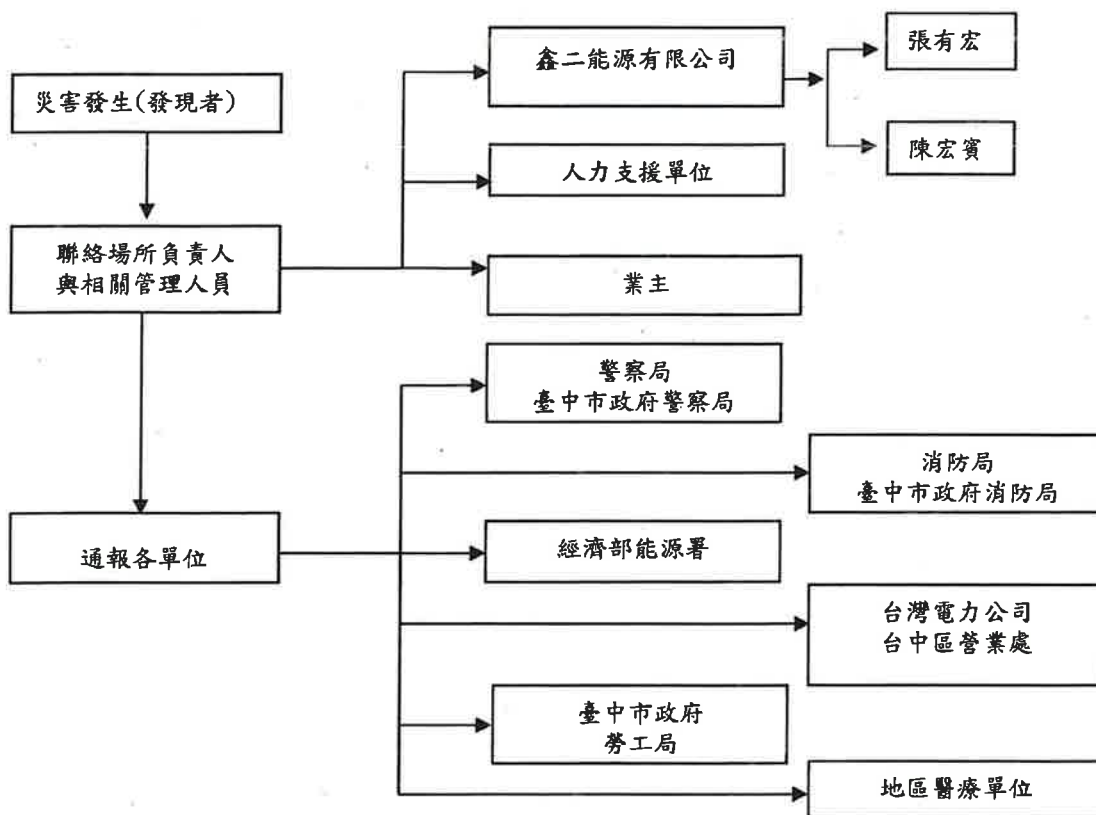 鑫二能源有限公司
張有宏
災害發生(發現者)
陳宏賓
人力支援單位
聯絡場所負責人
與相關管理人員
業主
警察局
臺中市政府警察局
消防局
臺中市政府消防局
通報各單位
經濟部能源署
台灣電力公司
台中區營業處
臺中市政府
勞工局
地區醫療單位